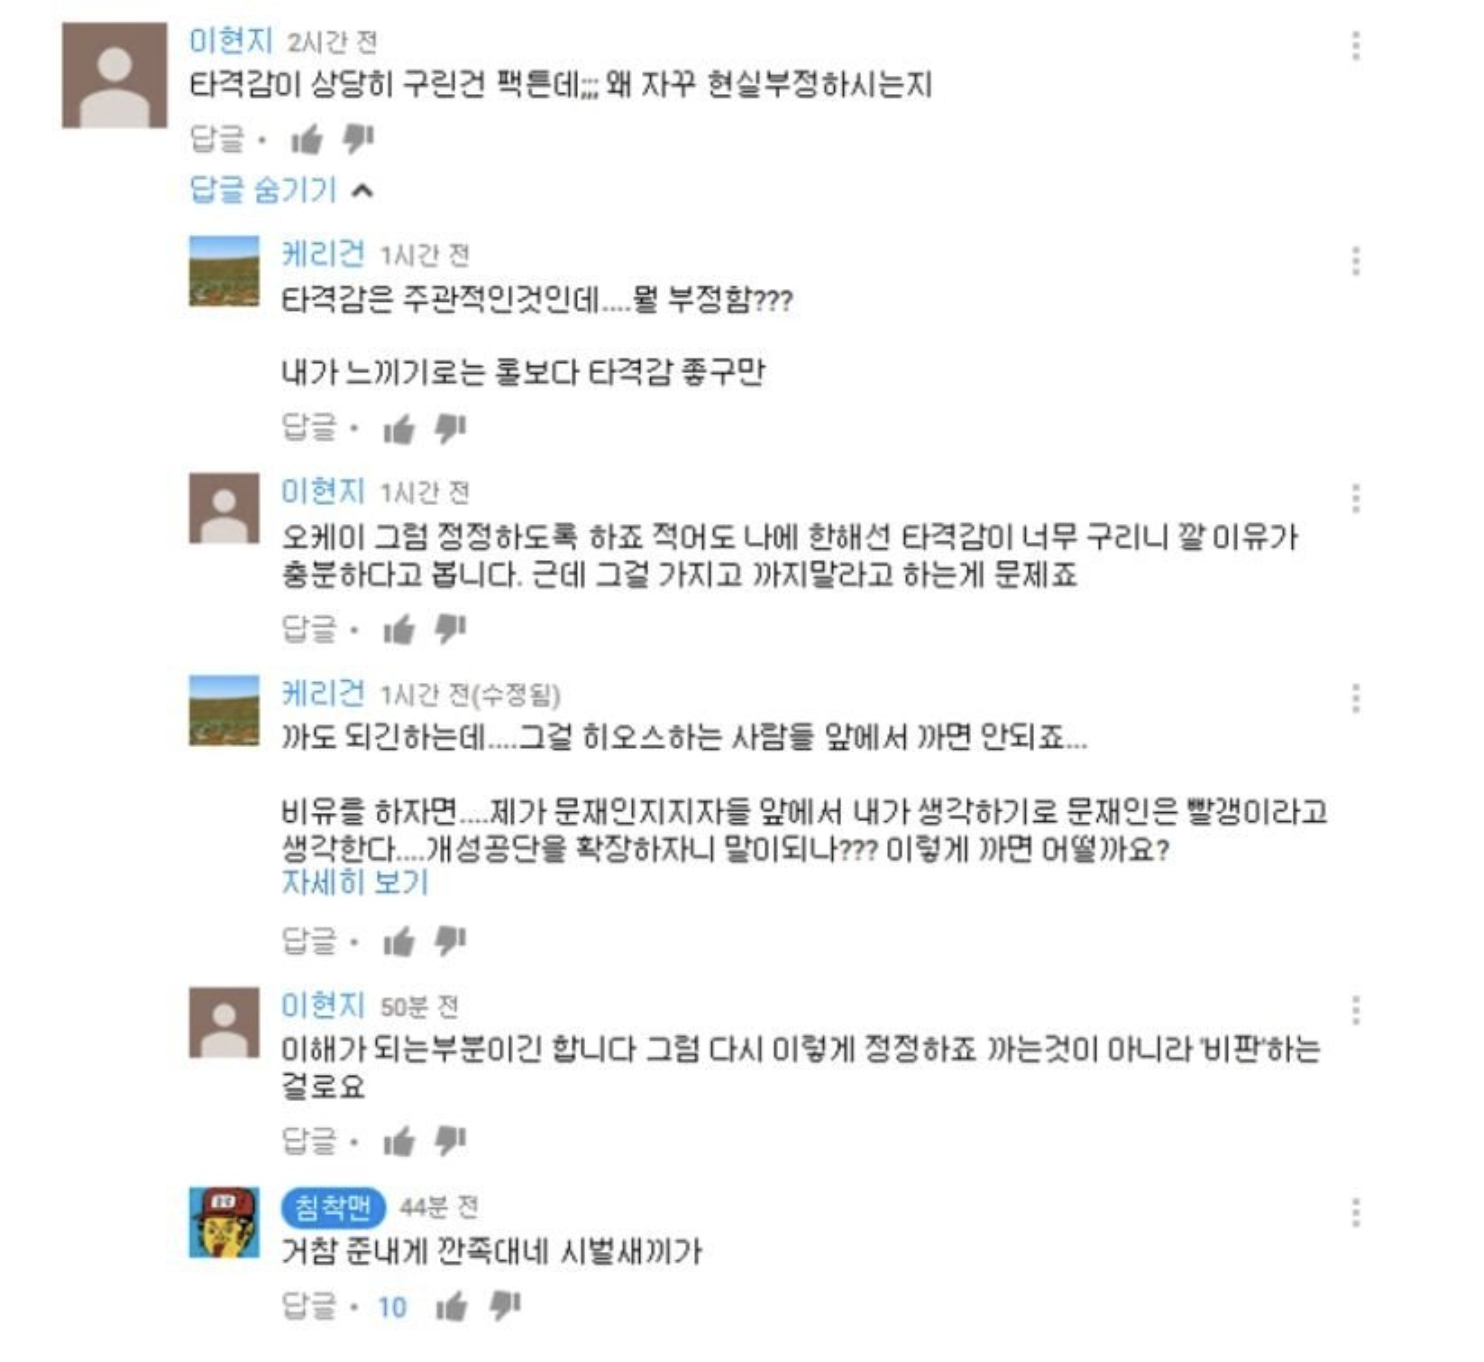 이현지 2시간 전
타격감이 상당히 구린건 팩튼데;;; 왜 자꾸 현실부정하시는지
답글 •
답글 숨기기
케리건 1시간 전
타격감은 주관적인것인데....뭘 부정함???
내가 느끼기로는 롤보다 타격감 좋구만
답글 •
이현지 1시간 전
오케이 그럼 정정하도록 하죠 적어도 나에 한해선 타격감이 너무 구리니 깔 이유가
충분하다고 봅니다. 근데 그걸 가지고 까지말라고 하는게 문제죠
답글 •
케리건 1시간 전(수정됨)
까도 되긴하는데....그걸 히오스하는 사람들 앞에서 까면 안되죠...
비유를 하자면....제가 문재인지지자들 앞에서 내가 생각하기로 문재인은 빨갱이라고
생각한다....개성공단을 확장하자니 말이되나??? 이렇게 까면 어떨까요?
자세히 보기
답글 •
이현지 50분 전
이해가 되는부분이긴 합니다 그럼 다시 이렇게 정정하죠 까는것이 아니라 '비판'하는
걸로요
답글 •
침착맨 44분 전
거참 준내게 깐족대네 시벌새끼가
답글 • 10